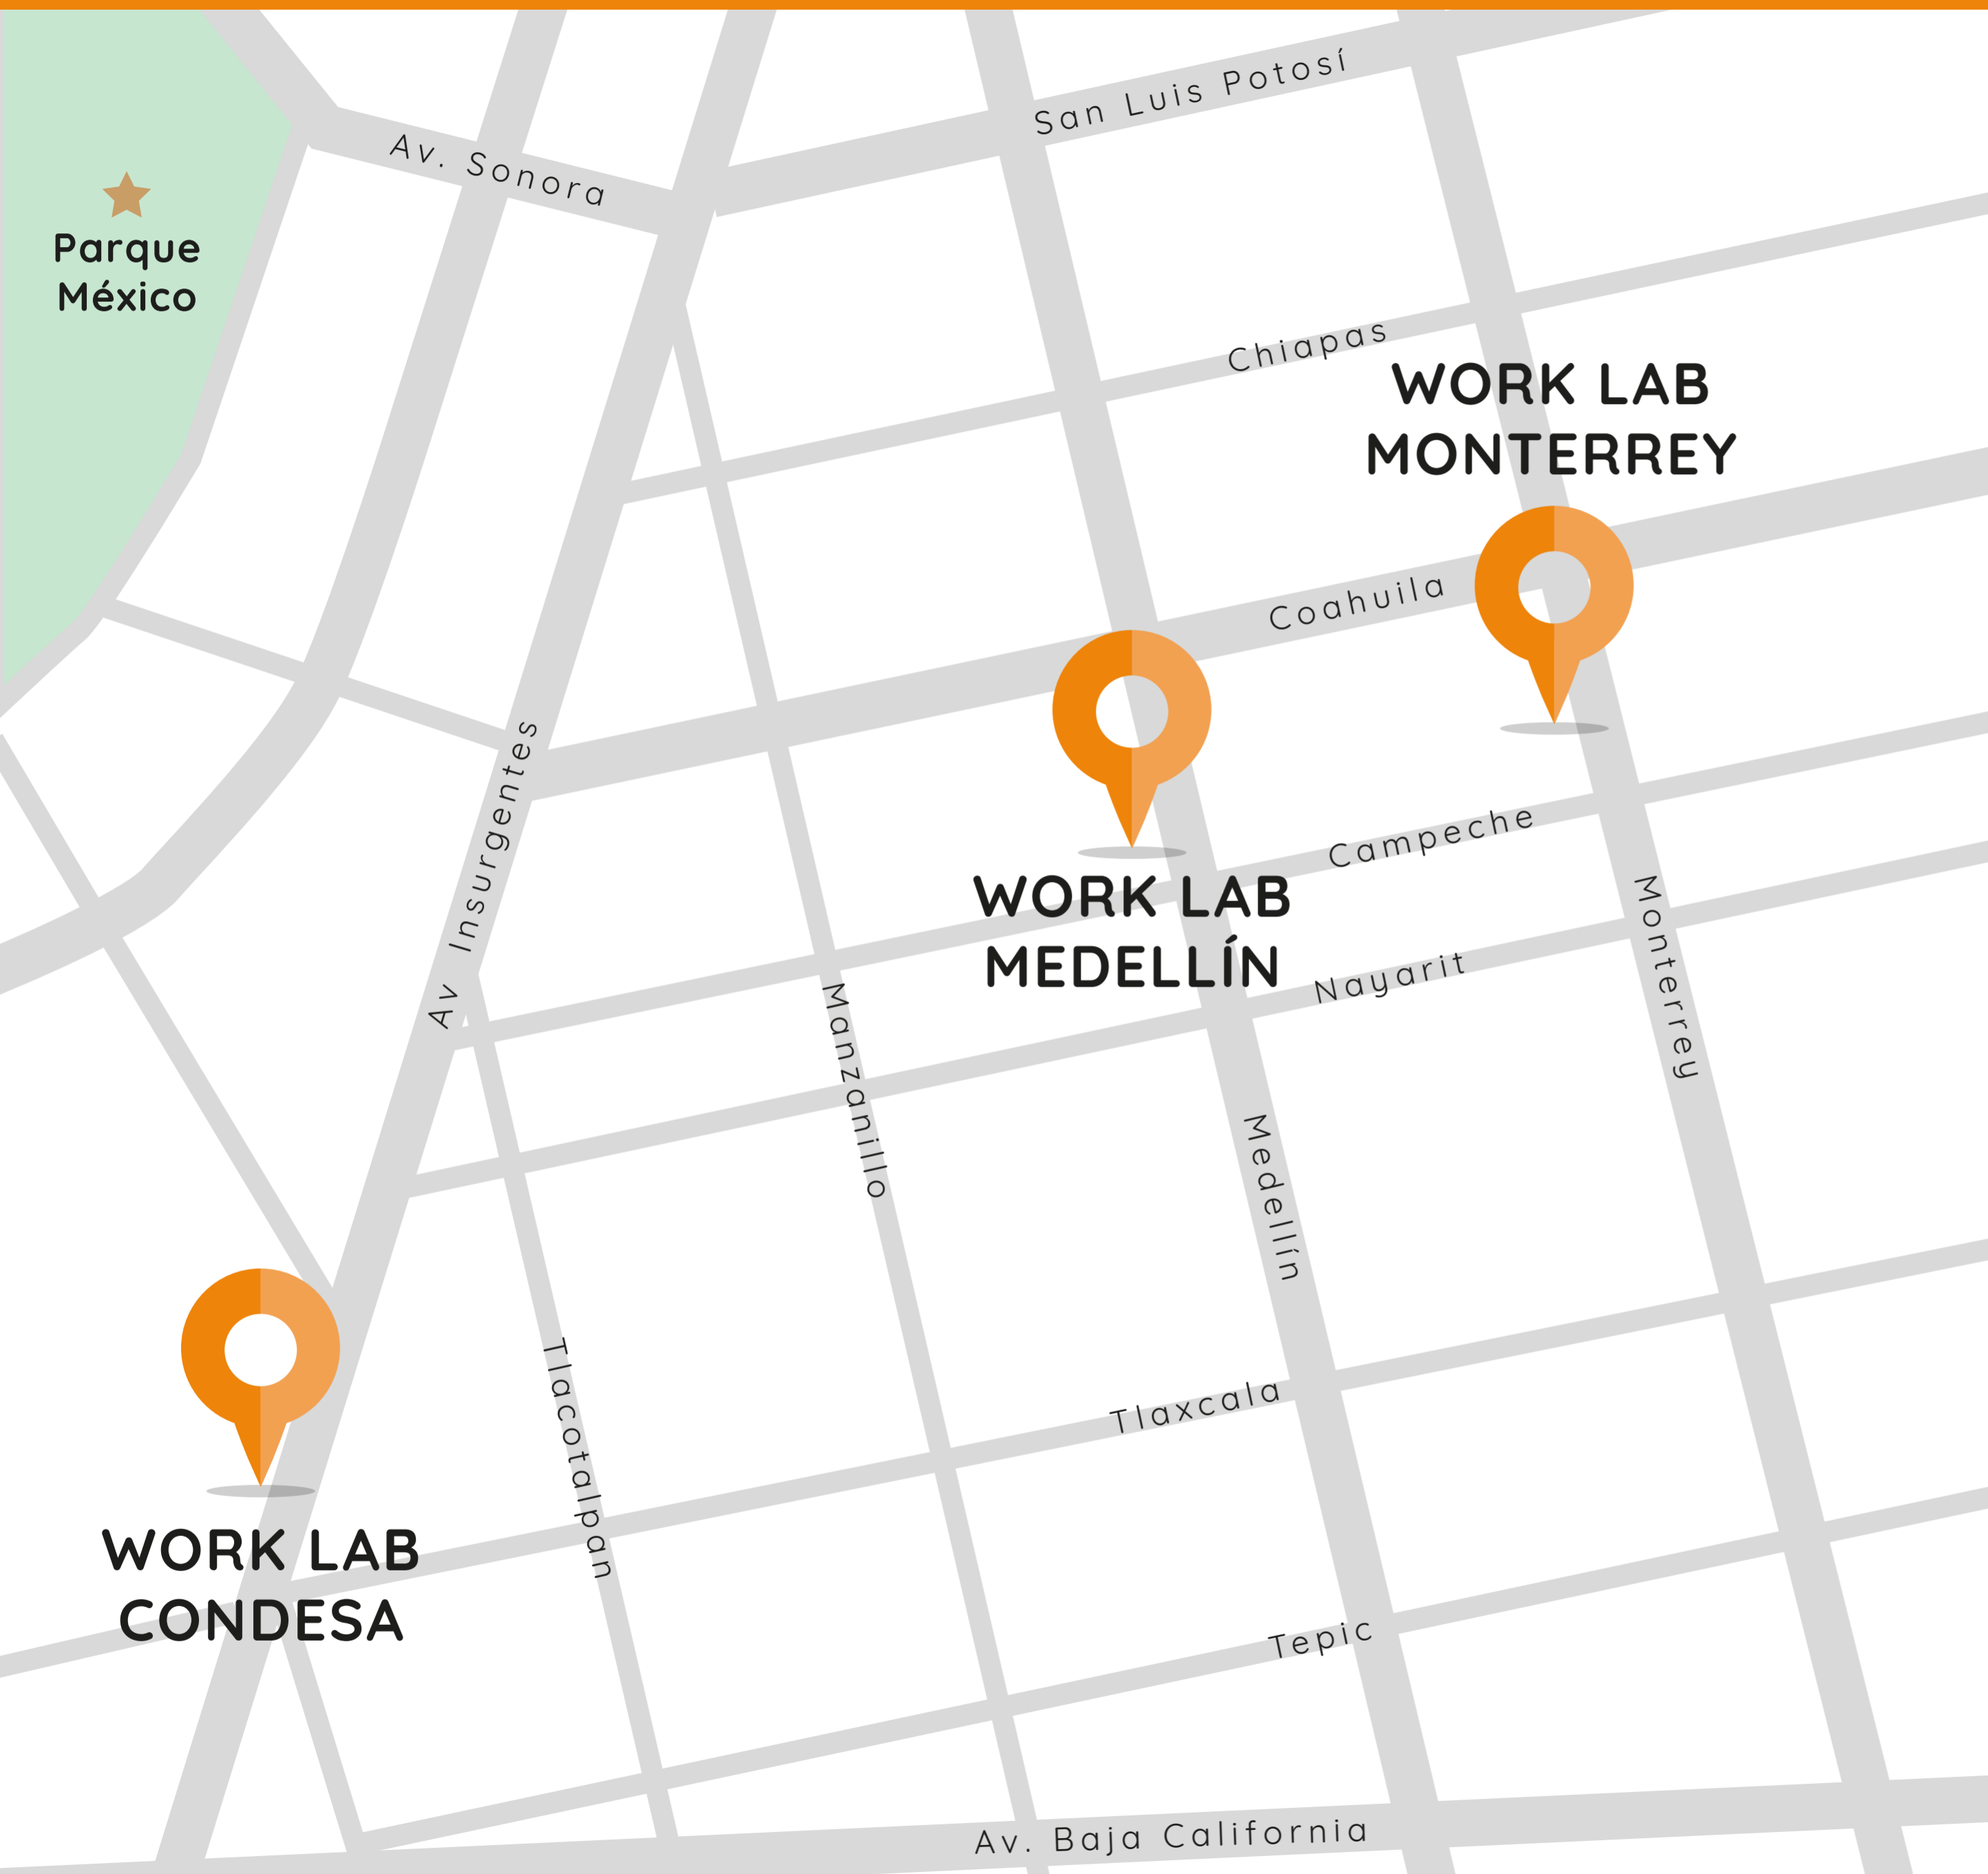 San Luis Potosí
Av. Sonora
Parque
México
Chiapas
WORK LAB
MONTERREY
Coahuila
Av Insurgentes
Campeche
WORK LAB
MEDELLÍN
Monterrey
Nayarit
Manzanillo
Medellín
Tlacotalpan
Tlaxcala
WORK LAB
CONDESA
Tepic
Av. Baja California